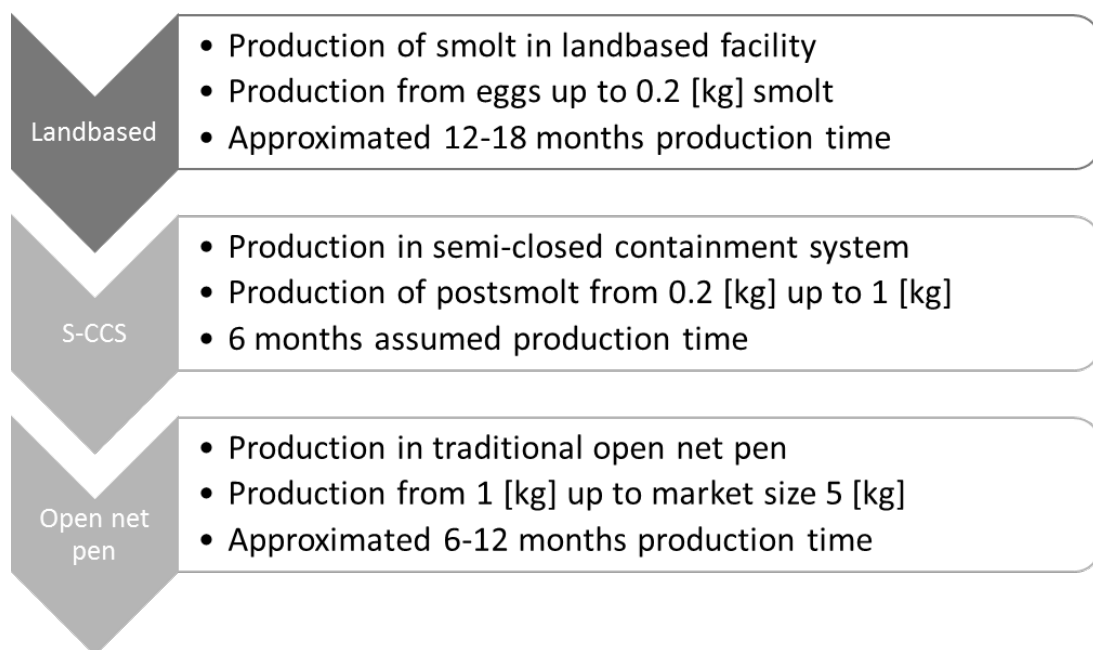 Landbased
• Production of smolt in landbased facility
• Production from eggs up to 0.2 [kg] smolt
• Approximated 12-18 months production time
S-CCS
• Production in semi-closed containment system
• Production of postsmolt from 0.2 [kg] up to 1 [kg]
• 6 months assumed production time
Open net
pen
• Production in traditional open net pen
• Production from 1 [kg] up to market size 5 [kg]
• Approximated 6-12 months production time